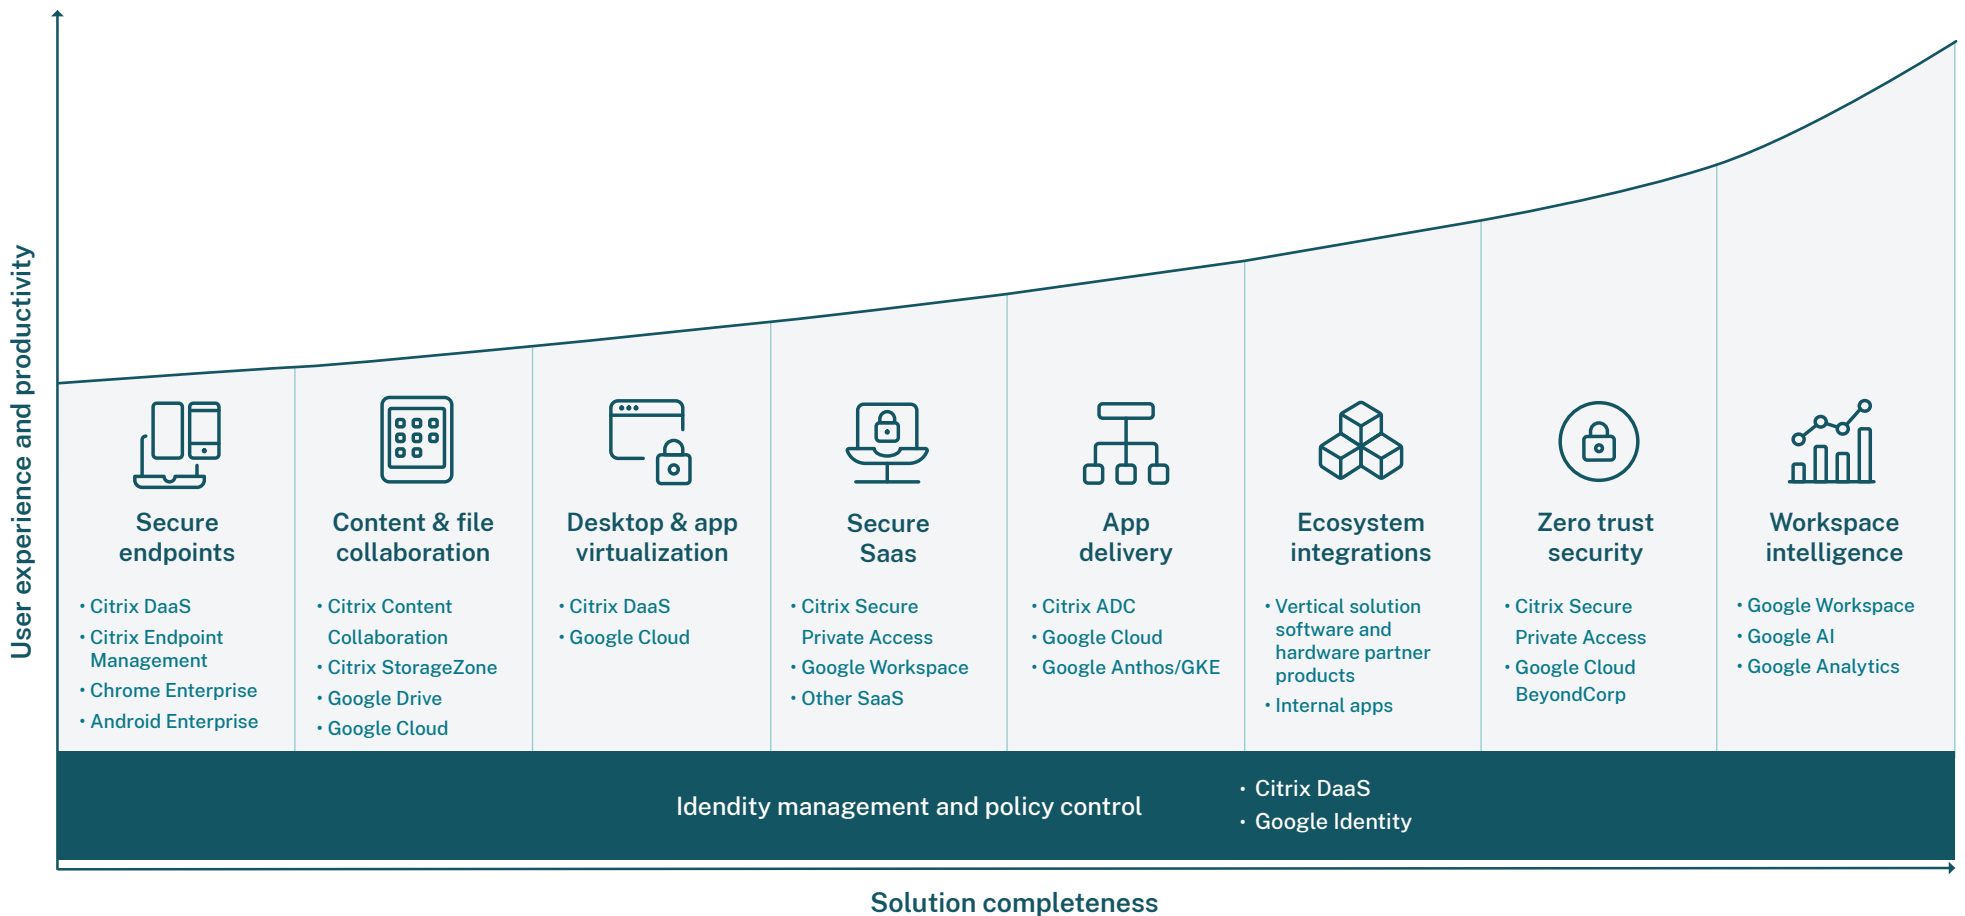 User experience and productivity
Secure
endpoints
• Citrix DaaS
• Citrix Endpoint
Management
• Chrome Enterprise
• Android Enterprise
Content & file
collaboration
• Citrix Content
Collaboration
• Citrix StorageZone
• Google Drive
• Google Cloud
Desktop & app
virtualization
• Citrix DaaS
• Google Cloud
Secure
Saas
• Citrix Secure
Private Access
• Google Workspace
• Other SaaS
App
delivery
• Citrix ADC
• Google Cloud
• Google Anthos/GKE
Ecosystem
integrations
• Vertical solution
software and
hardware partner
products
• Internal apps
Zero trust
security
• Citrix Secure
Private Access
• Google Cloud
BeyondCorp
Workspace
intelligence
• Google Workspace
• Google AI
• Google Analytics
Idendity management and policy control
• Citrix DaaS
• Google Identity
Solution completeness